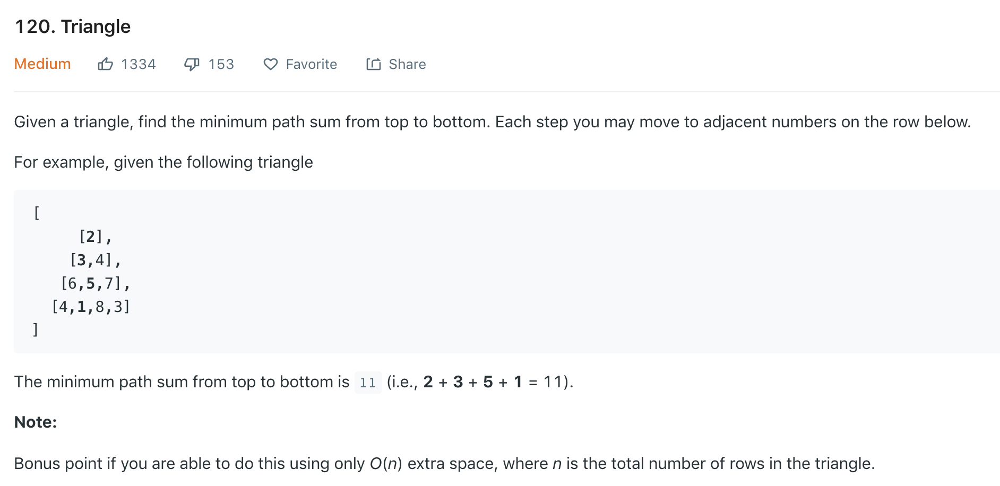 120. Triangle
Medium 1334 153 Favorite Share
Given a triangle, find the minimum path sum from top to bottom. Each step you may move to adjacent numbers on the row below.
For example, given the following triangle
[
[2],
[3,4],
[6,5,7],
[4,1,8,3]
]
The minimum path sum from top to bottom is 11 (i.e., 2 + 3 + 5 + 1 = 11).
Note:
Bonus point if you are able to do this using only O(n) extra space, where n is the total number of rows in the triangle.